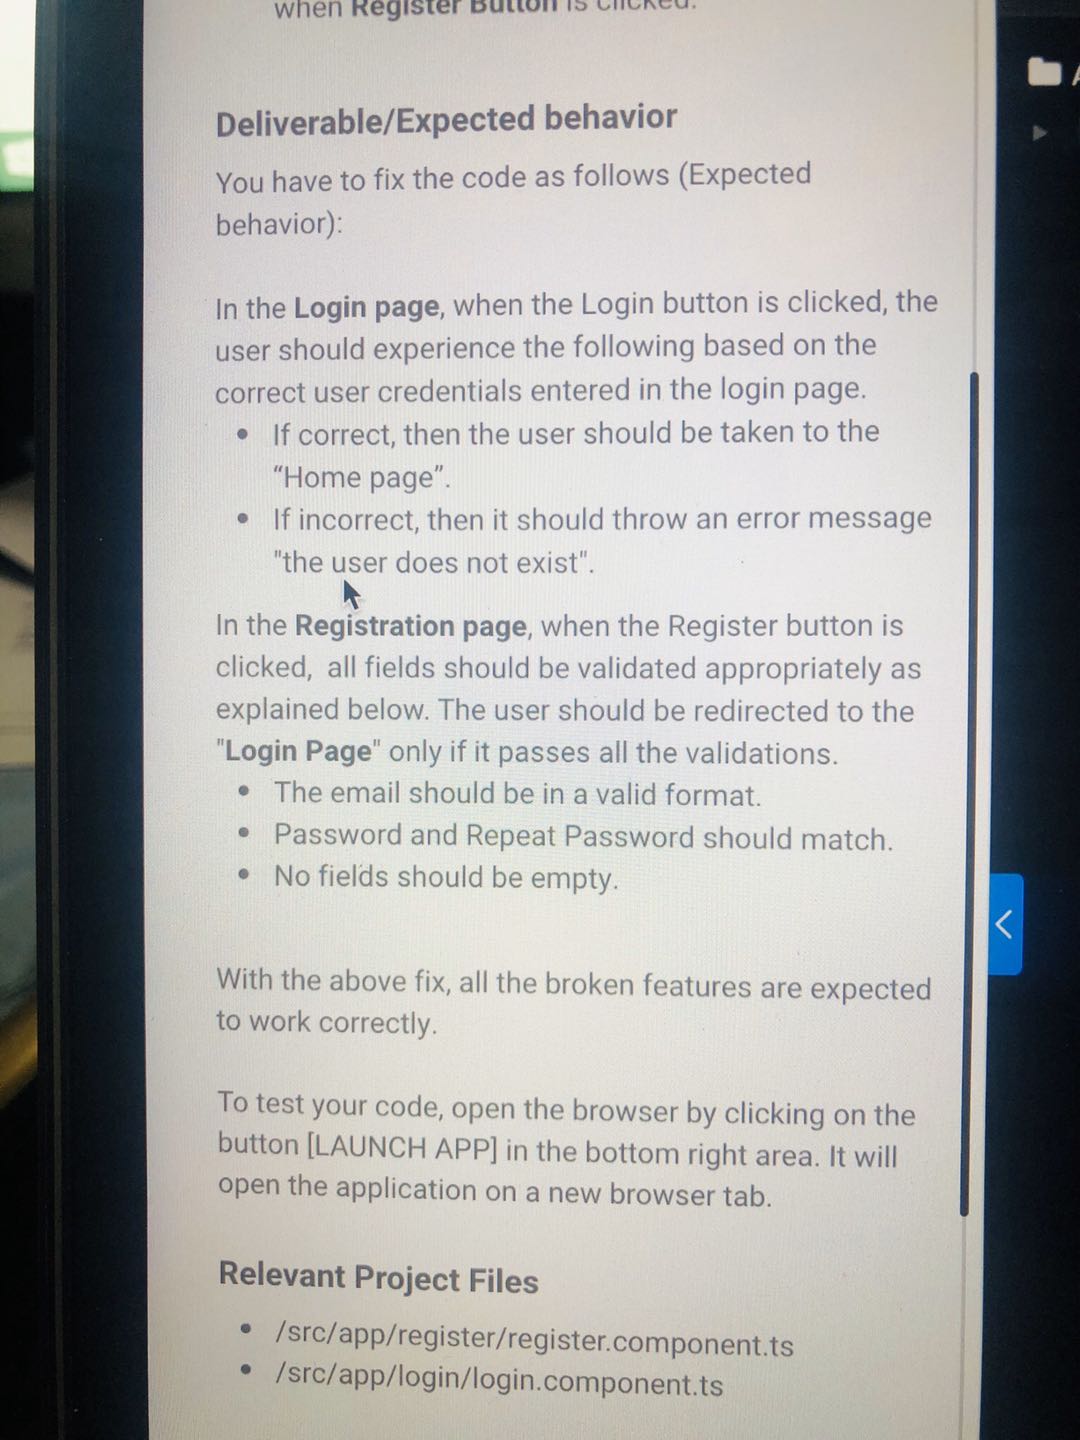 when Register Button is clicked.
Deliverable/Expected behavior
You have to fix the code as follows (Expected
behavior):
In the Login page, when the Login button is clicked, the
user should experience the following based on the
correct user credentials entered in the login page.
• If correct, then the user should be taken to the
“Home page”.
• If incorrect, then it should throw an error message
"the user does not exist".
In the Registration page, when the Register button is
clicked, all fields should be validated appropriately as
explained below. The user should be redirected to the
"Login Page" only if it passes all the validations.
• The email should be in a valid format.
• Password and Repeat Password should match.
• No fields should be empty.
With the above fix, all the broken features are expected
to work correctly.
To test your code, open the browser by clicking on the
button [LAUNCH APP] in the bottom right area. It will
open the application on a new browser tab.
Relevant Project Files
• /src/app/register/register.component.ts
• /src/app/login/login.component.ts